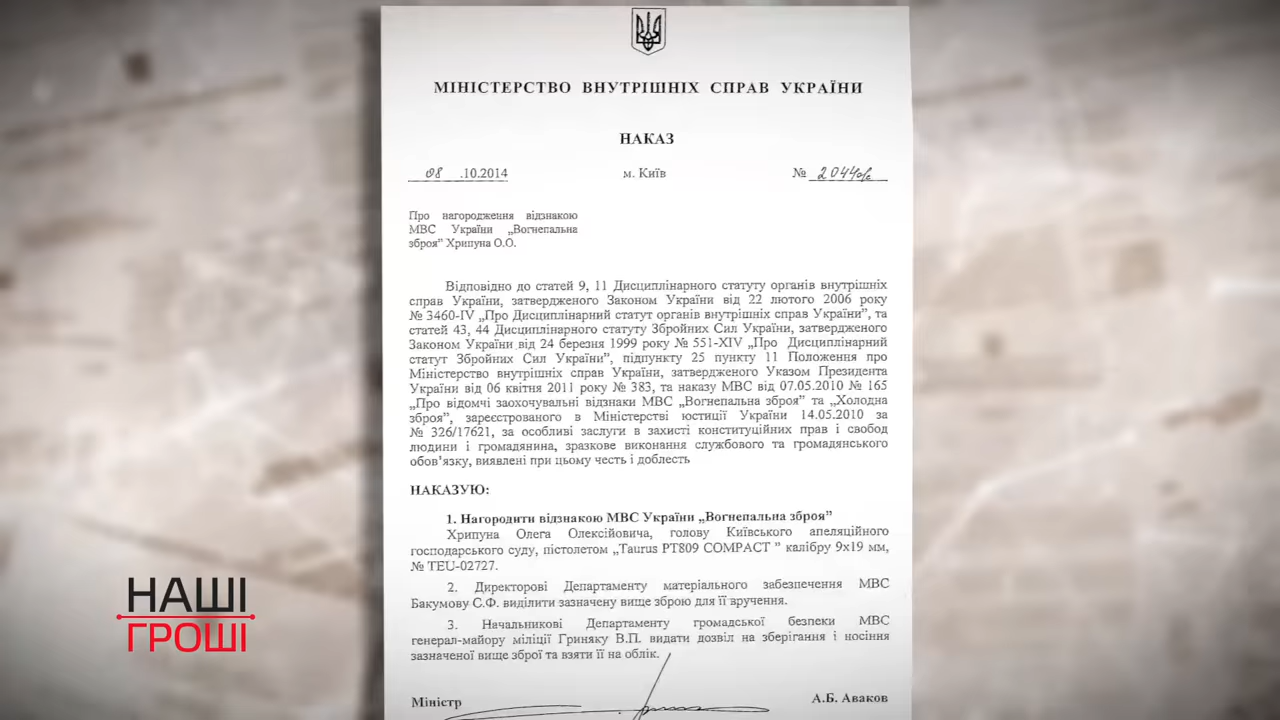 МІНІСТЕРСТВО ВНУТРІШНІХ СПРАВ УКРАЇНИ
НАКАЗ
08 .10.2014 м. Київ № 2044о/с
Про нагородження відзнакою
МВС України „Вогнепальна
зброя” Хрипуна О.О.
Відповідно до статей 9, 11 Дисциплінарного статуту органів внутрішніх
справ України, затвердженого Законом України від 22 лютого 2006 року
№ 3460-IV „Про Дисциплінарний статут органів внутрішніх справ України”, та
статей 43, 44 Дисциплінарного статуту Збройних Сил України, затвердженого
Законом України від 24 березня 1999 року № 551-XIV „Про Дисциплінарний
статут Збройних Сил України”, підпункту 25 пункту 11 Положення про
Міністерство внутрішніх справ України, затвердженого Указом Президента
України від 06 квітня 2011 року № 383, та наказу МВС від 07.05.2010 № 165
„Про відомчі заохочувальні відзнаки МВС „Вогнепальна зброя” та „Холодна
зброя”, зареєстрованого в Міністерстві юстиції України 14.05.2010 за
№ 326/17621, за особливі заслуги в захисті конституційних прав і свобод
людини і громадянина, зразкове виконання службового та громадянського
обов’язку, виявлені при цьому честь і доблесть
НАКАЗУЮ:
1. Нагородити відзнакою МВС України „Вогнепальна зброя”
Хрипуна Олега Олексійовича, голову Київського апеляційного
господарського суду, пістолетом „Taurus PT809 COMPACT ” калібру 9х19 мм,
№ TEU-02727.
2. Директорові Департаменту матеріального забезпечення МВС
Бакумову С.Ф. виділити зазначену вище зброю для її вручення.
3. Начальникові Департаменту громадської безпеки МВС
генерал-майору міліції Гриняку В.П. видати дозвіл на зберігання і носіння
зазначеної вище зброї та взяти її на облік.
Міністр А.Б. Аваков
НАШІ
ГРОШІ